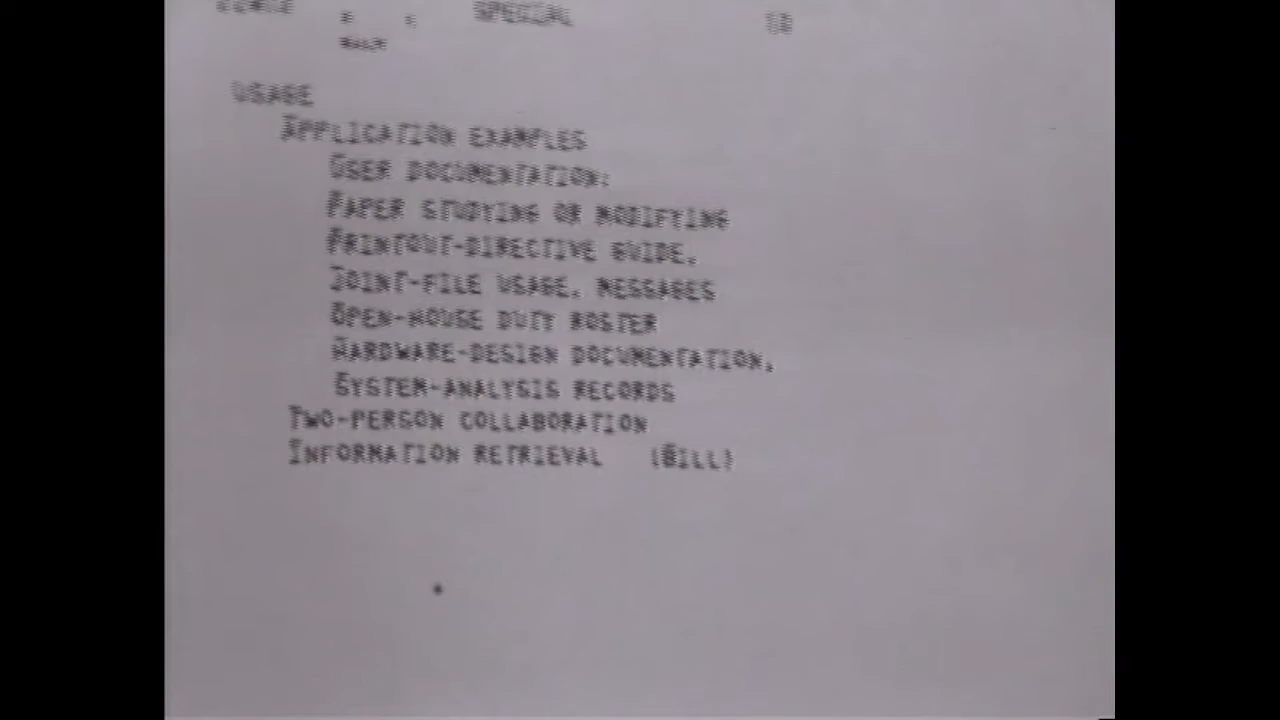 SPECIAL
USAGE
APPLICATION EXAMPLES
USER DOCUMENTATION:
PAPER STUDYING OR MODIFYING
PRINTOUT-DIRECTIVE GUIDE,
JOINT-FILE USAGE, MESSAGES
OPEN-HOUSE DUTY ROSTER
HARDWARE-DESIGN DOCUMENTATION,
SYSTEM-ANALYSIS RECORDS
TWO-PERSON COLLABORATION
INFORMATION RETRIEVAL (BILL)